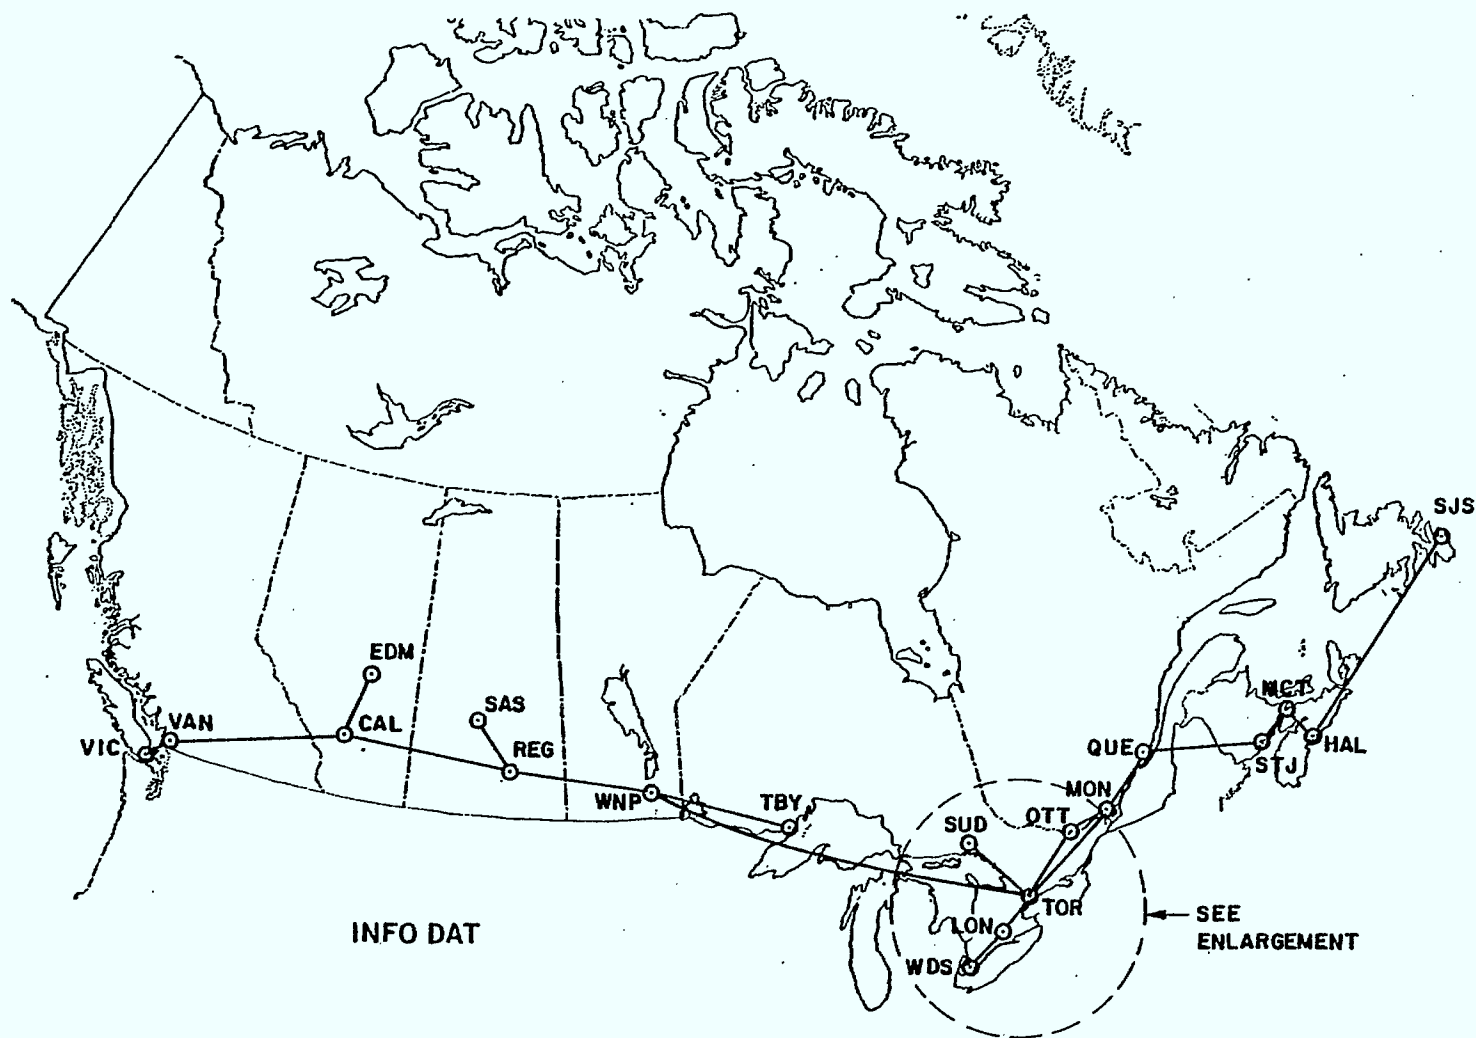 SJS
EDM
MCT
SAS
VAN
CAL
VIC
REG
QUE
HAL
STJ
WNP
TBY
MON
OTT
SUD
TOR
SEE
ENLARGEMENT
LON
INFO DAT
WDS